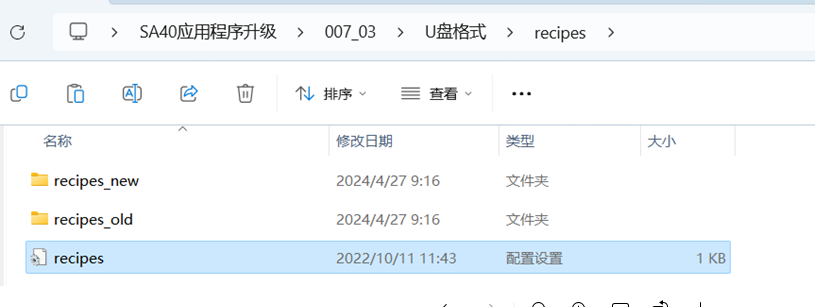 SA40应用程序升级 > 007_03 > U盘格式 > recipes >
排序 查看
名称 修改日期 类型 大小
recipes_new 2024/4/27 9:16 文件夹
recipes_old 2024/4/27 9:16 文件夹
recipes 2022/10/11 11:43 配置设置 1 KB